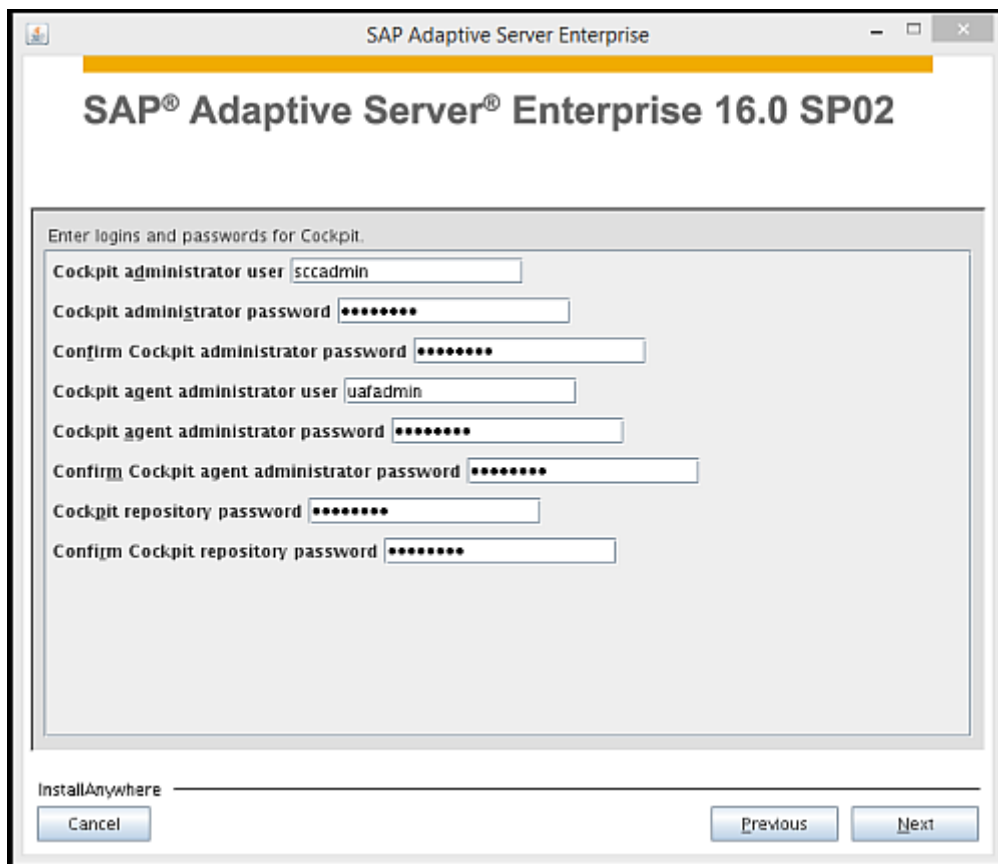 SAP Adaptive Server Enterprise
SAP® Adaptive Server® Enterprise 16.0 SP02
Enter logins and passwords for Cockpit.
Cockpit administrator user sccadmin
Cockpit administrator password ••••••••
Confirm Cockpit administrator password ••••••••
Cockpit agent administrator user uafadmin
Cockpit agent administrator password ••••••••
Confirm Cockpit agent administrator password ••••••••
Cockpit repository password ••••••••
Confirm Cockpit repository password ••••••••
InstallAnywhere
Cancel Previous Next